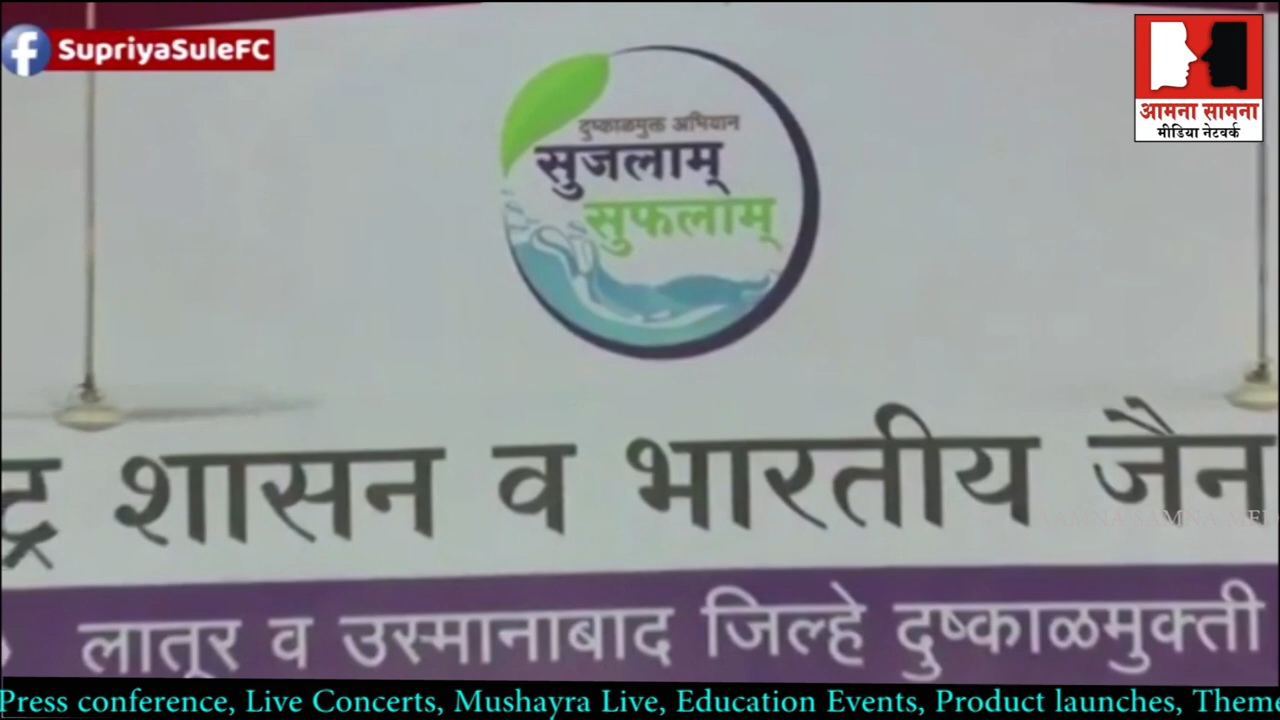 SupriyaSuleFC
आमना सामना
मीडिया नेटवर्क
दुष्काळमुक्त अभियान
सुजलाम्
सुफलाम्
ट्र शासन व भारतीय जैन
लातूर व उस्मानाबाद जिल्हे दुष्काळमुक्ती
Press conference, Live Concerts, Mushayra Live, Education Events, Product launches, Theme